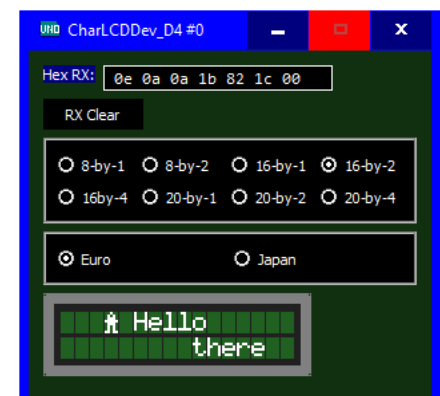 UNO CharLCDDev_D4 #0
Hex RX: 0e 0a 0a 1b 82 1c 00
RX Clear
8-by-1 8-by-2 16-by-1 16-by-2
16by-4 20-by-1 20-by-2 20-by-4
Euro Japan
Hello
there